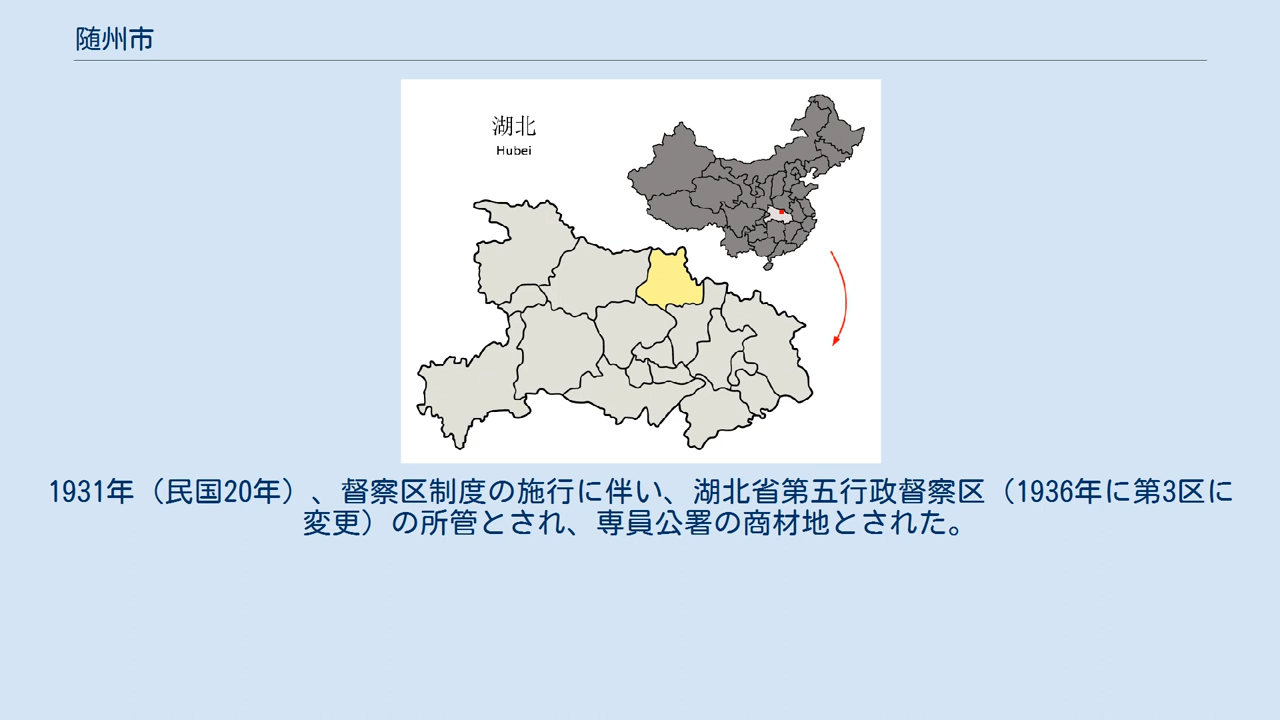 随州市
湖北
Hubei
1931年（民国20年）、督察区制度の施行に伴い、湖北省第五行政督察区（1936年に第3区に
変更）の所管とされ、専員公署の商材地とされた。